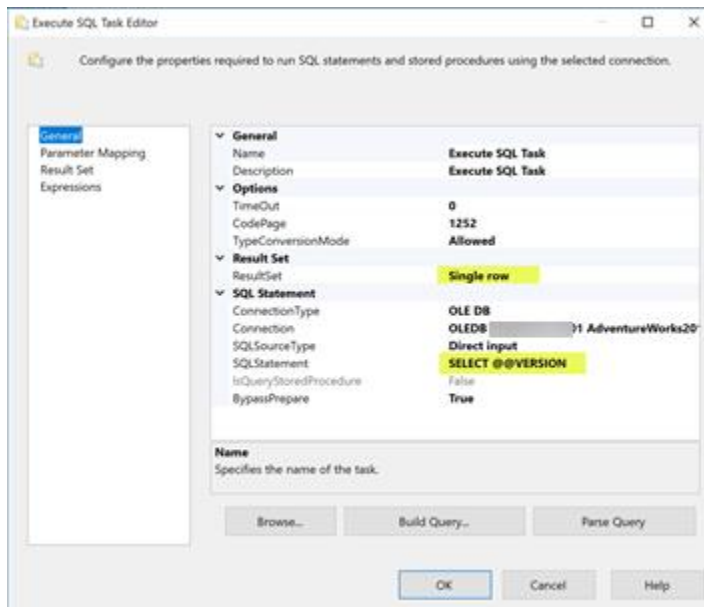 Execute SQL Task Editor
Configure the properties required to run SQL statements and stored procedures using the selected connection.
General
Parameter Mapping
Result Set
Expressions
General
Name Execute SQL Task
Description Execute SQL Task
Options
TimeOut 0
CodePage 1252
TypeConversionMode Allowed
Result Set
ResultSet Single row
SQL Statement
ConnectionType OLE DB
Connection OLEDB 01 AdventureWorks20
SQLSourceType Direct input
SQLStatement SELECT @@VERSION
IsQueryStoredProcedure False
BypassPrepare True
Name
Specifies the name of the task.
Browse... Build Query... Parse Query
OK Cancel Help